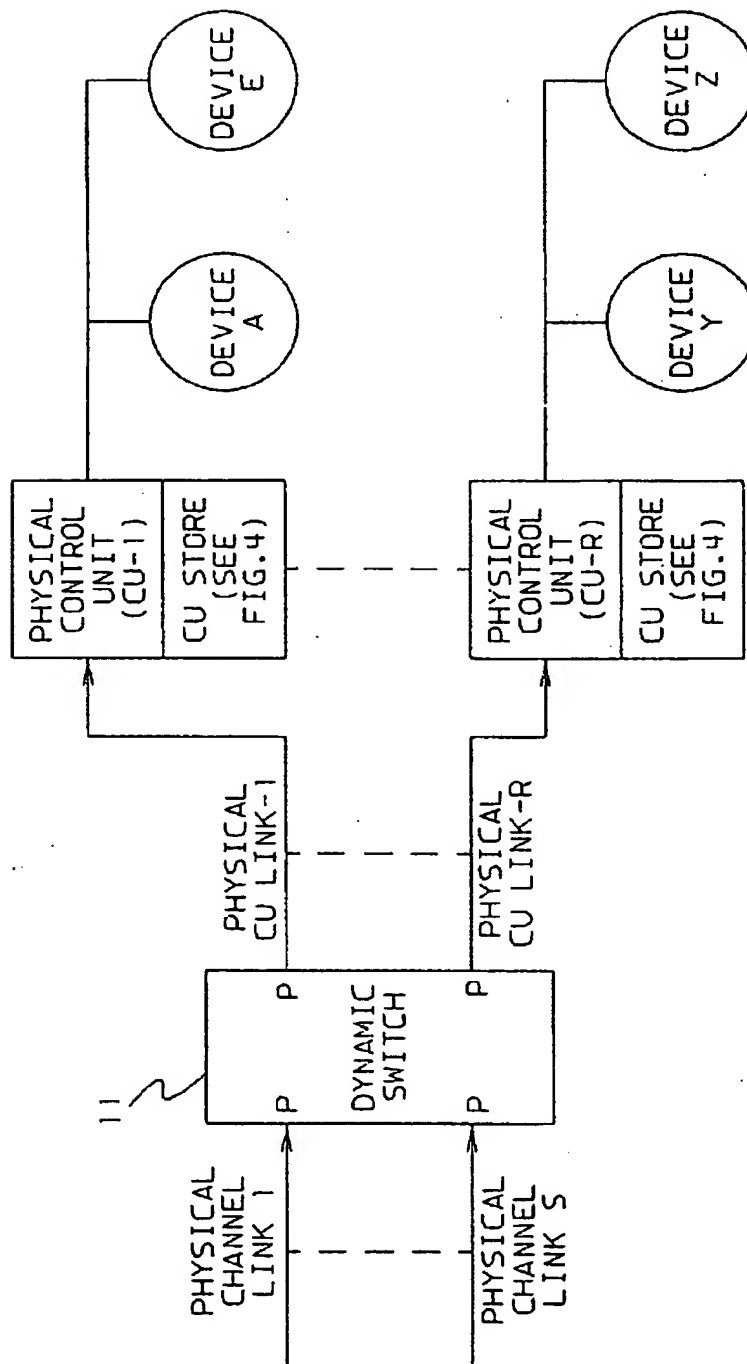 PHYSICAL
CHANNEL
LINK 1
PHYSICAL
CHANNEL
LINK S
11
P
P
DYNAMIC
SWITCH
P
P
PHYSICAL
CU LINK-1
PHYSICAL
CU LINK-R
PHYSICAL
CONTROL
UNIT
(CU-1)
CU STORE
(SEE
FIG.4)
PHYSICAL
CONTROL
UNIT
(CU-R)
CU STORE
(SEE
FIG.4)
DEVICE
A
DEVICE
E
DEVICE
Y
DEVICE
Z